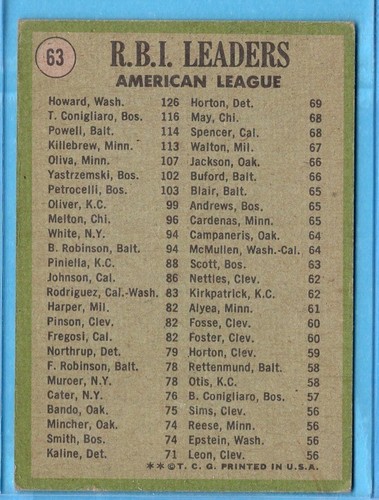 63
R.B.I. LEADERS
AMERICAN LEAGUE
Howard, Wash. 126 Horton, Det. 69
T. Conigliaro, Bos. 116 May, Chi. 68
Powell, Balt. 114 Spencer, Cal. 68
Killebrew, Minn. 113 Walton, Mil. 67
Oliva, Minn. 107 Jackson, Oak. 66
Yastrzemski, Bos. 102 Buford, Balt. 66
Petrocelli, Bos. 103 Blair, Balt. 65
Oliver, K.C. 99 Andrews, Bos. 65
Melton, Chi. 96 Cardenas, Minn. 65
White, N.Y. 94 Campaneris, Oak. 64
B. Robinson, Balt. 94 McMullen, Wash.-Cal. 64
Piniella, K.C. 88 Scott, Bos. 63
Johnson, Cal. 86 Nettles, Clev. 62
Rodriguez, Cal.-Wash. 83 Kirkpatrick, K.C. 62
Harper, Mil. 82 Alyea, Minn. 61
Pinson, Clev. 82 Fosse, Clev. 60
Fregosi, Cal. 82 Foster, Clev. 60
Northrup, Det. 79 Horton, Clev. 59
F. Robinson, Balt. 78 Rettenmund, Balt. 58
Murcer, N.Y. 78 Otis, K.C. 58
Cater, N.Y. 76 B. Conigliaro, Bos. 57
Bando, Oak. 75 Sims, Clev. 56
Mincher, Oak. 74 Reese, Minn. 56
Smith, Bos. 74 Epstein, Wash. 56
Kaline, Det. 71 Leon, Clev. 56
**©T. C. G. PRINTED IN U.S.A.